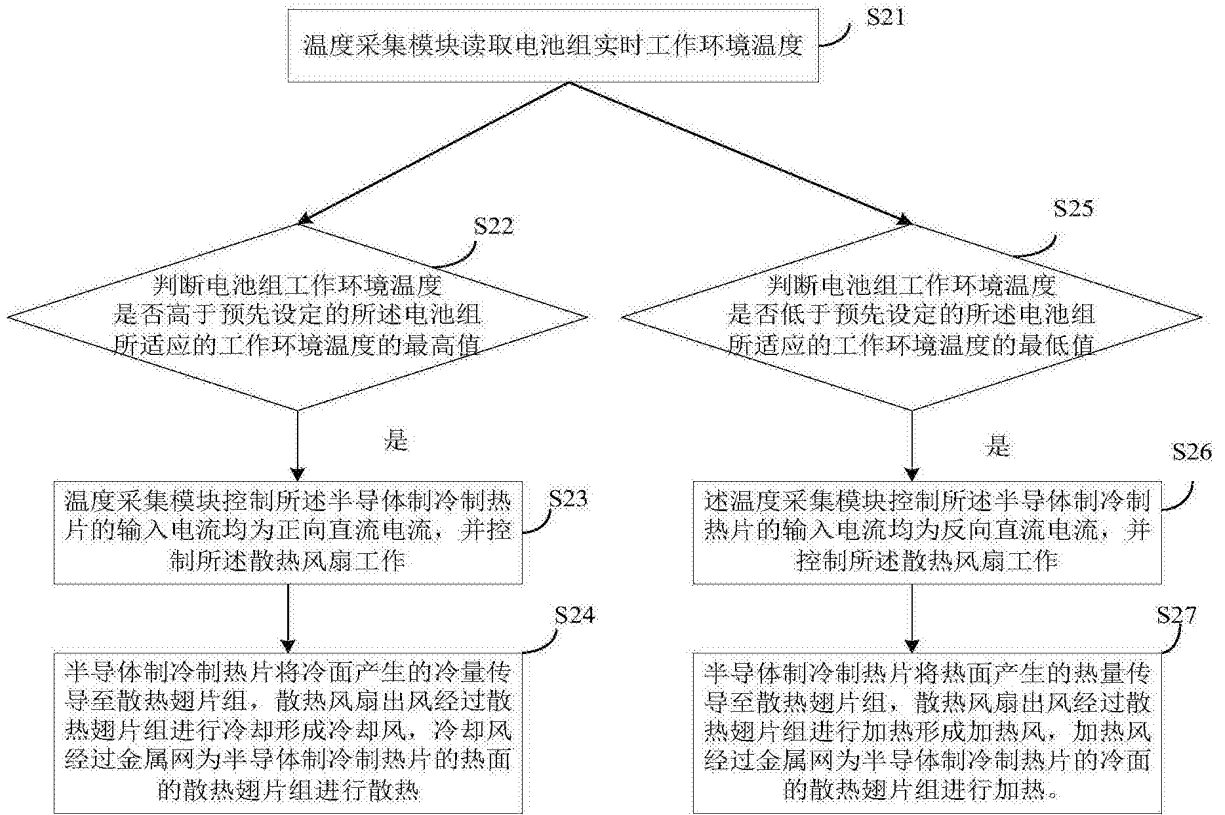 S21
温度采集模块读取电池组实时工作环境温度
S22
判断电池组工作环境温度
是否高于预先设定的所述电池组
所适应的工作环境温度的最高值
S25
判断电池组工作环境温度
是否低于预先设定的所述电池组
所适应的工作环境温度的最低值
是
是
S23
温度采集模块控制所述半导体制冷制热
片的输入电流均为正向直流电流，并控
制所述散热风扇工作
S26
述温度采集模块控制所述半导体制冷制
热片的输入电流均为反向直流电流，并
控制所述散热风扇工作
S24
半导体制冷制热片将冷面产生的冷量传
导至散热翅片组，散热风扇出风经过散
热翅片组进行冷却形成冷却风，冷却风
经过金属网为半导体制冷制热片的热面
的散热翅片组进行散热
S27
半导体制冷制热片将热面产生的热量传
导至散热翅片组，散热风扇出风经过散
热翅片组进行加热形成加热风，加热风
经过金属网为半导体制冷制热片的冷面
的散热翅片组进行加热。